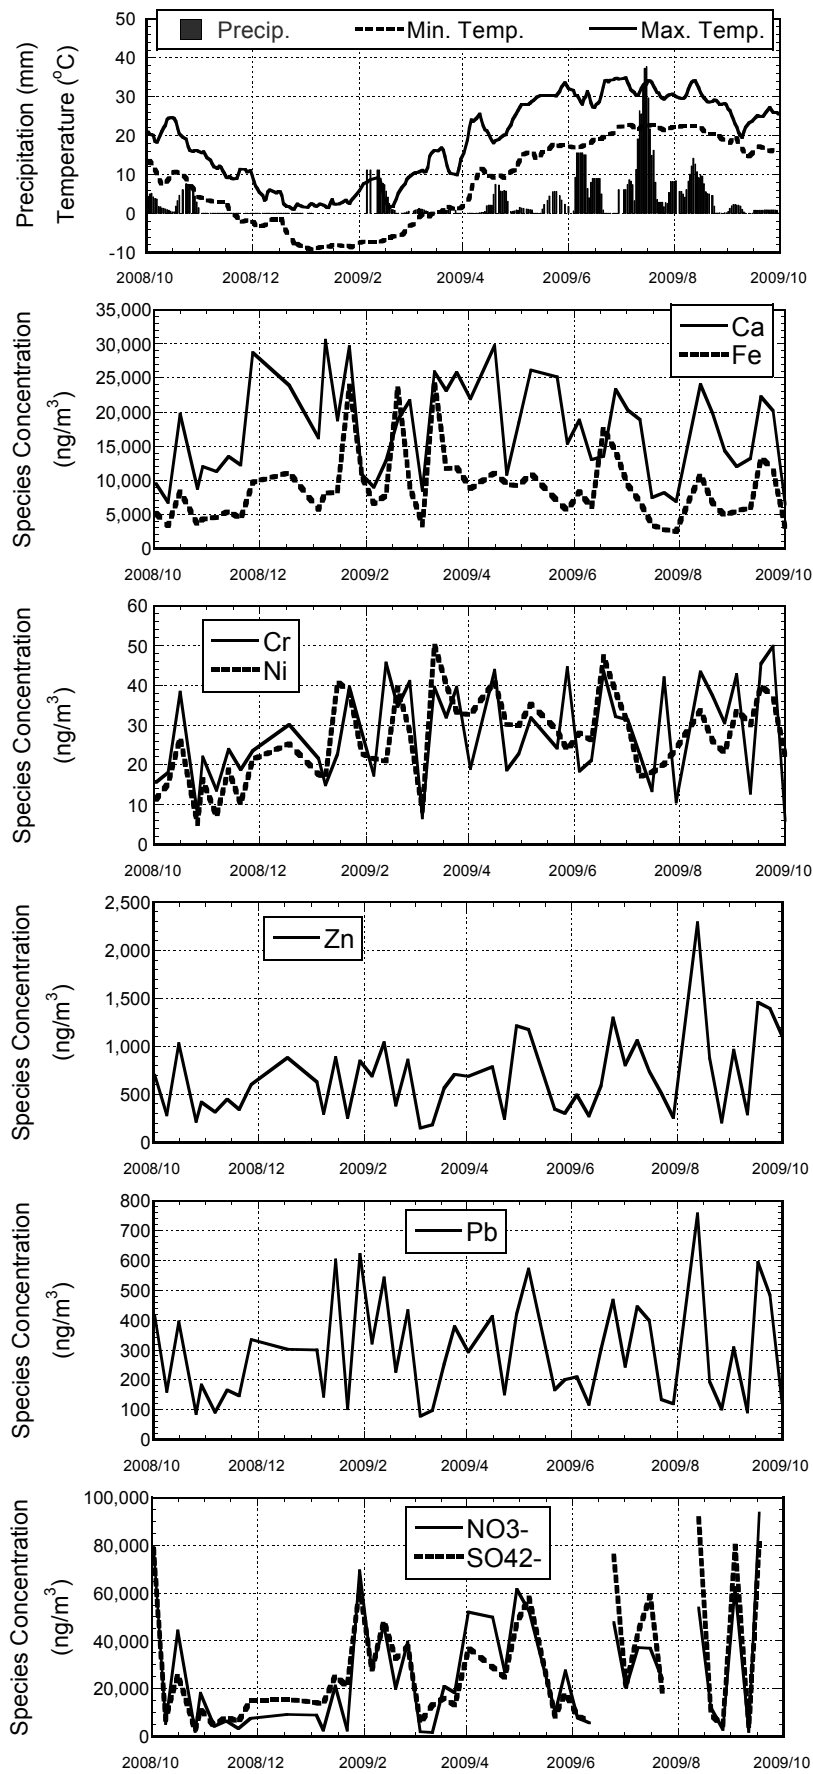 Precip. Min. Temp. Max. Temp.
Precipitation (mm)
Temperature (°C)
50
40
30
20
10
0
-10
2008/10 2008/12 2009/2 2009/4 2009/6 2009/8 2009/10
Species Concentration
(ng/m³)
35,000
30,000
25,000
20,000
15,000
10,000
5,000
0
Ca
Fe
2008/10 2008/12 2009/2 2009/4 2009/6 2009/8 2009/10
Species Concentration
(ng/m³)
60
50
40
30
20
10
0
Cr
Ni
2008/10 2008/12 2009/2 2009/4 2009/6 2009/8 2009/10
Species Concentration
(ng/m³)
2,500
2,000
1,500
1,000
500
0
Zn
2008/10 2008/12 2009/2 2009/4 2009/6 2009/8 2009/10
Species Concentration
(ng/m³)
800
700
600
500
400
300
200
100
0
Pb
2008/10 2008/12 2009/2 2009/4 2009/6 2009/8 2009/10
Species Concentration
(ng/m³)
100,000
80,000
60,000
40,000
20,000
0
NO3-
SO42-
2008/10 2008/12 2009/2 2009/4 2009/6 2009/8 2009/10